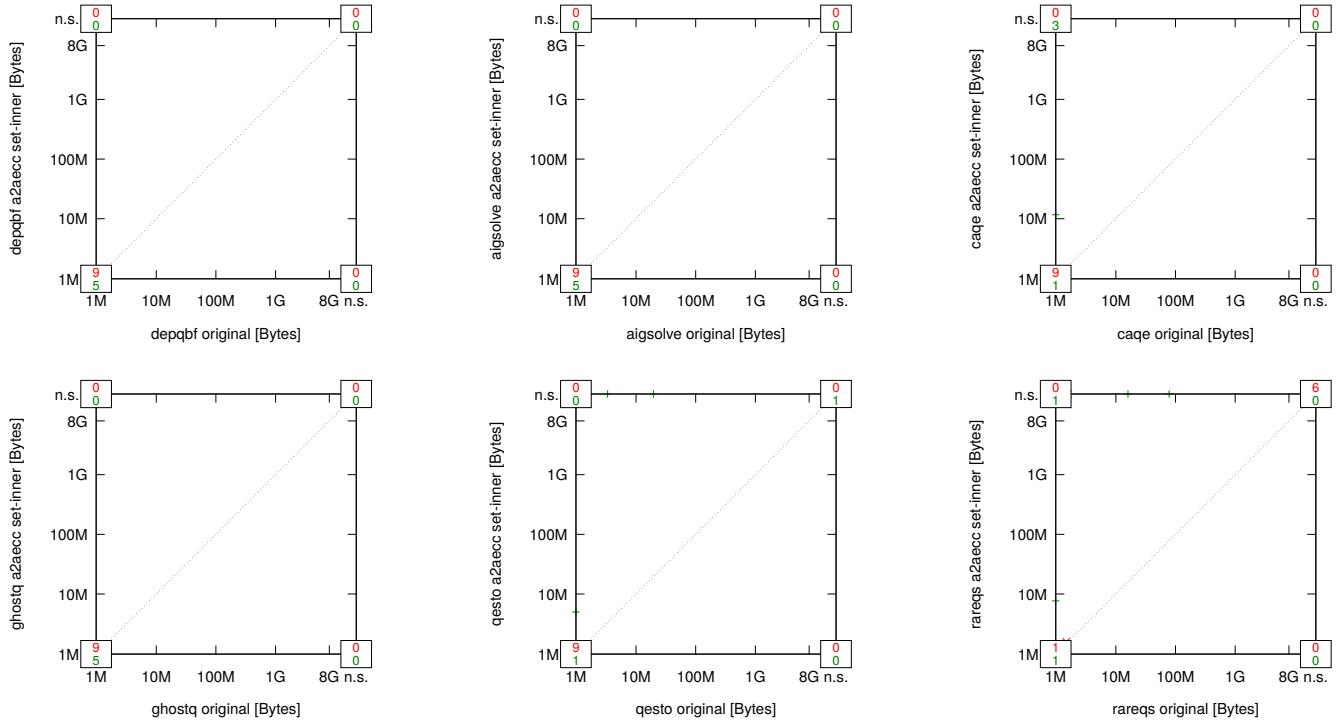 depqbf a2aecc set-inner [Bytes]
n.s.
8G
1G
100M
10M
1M
0
0
0
0
9
5
0
0
1M 10M 100M 1G 8G n.s.
depqbf original [Bytes]
aigsolve a2aecc set-inner [Bytes]
n.s.
8G
1G
100M
10M
1M
0
0
0
0
9
5
0
0
1M 10M 100M 1G 8G n.s.
aigsolve original [Bytes]
caqe a2aecc set-inner [Bytes]
n.s.
8G
1G
100M
10M
1M
0
3
0
0
9
1
0
0
1M 10M 100M 1G 8G n.s.
caqe original [Bytes]
ghostq a2aecc set-inner [Bytes]
n.s.
8G
1G
100M
10M
1M
0
0
0
0
9
5
0
0
1M 10M 100M 1G 8G n.s.
ghostq original [Bytes]
qesto a2aecc set-inner [Bytes]
n.s.
8G
1G
100M
10M
1M
0
0
0
1
9
1
0
0
1M 10M 100M 1G 8G n.s.
qesto original [Bytes]
rareqs a2aecc set-inner [Bytes]
n.s.
8G
1G
100M
10M
1M
0
1
6
0
1
1
0
0
1M 10M 100M 1G 8G n.s.
rareqs original [Bytes]